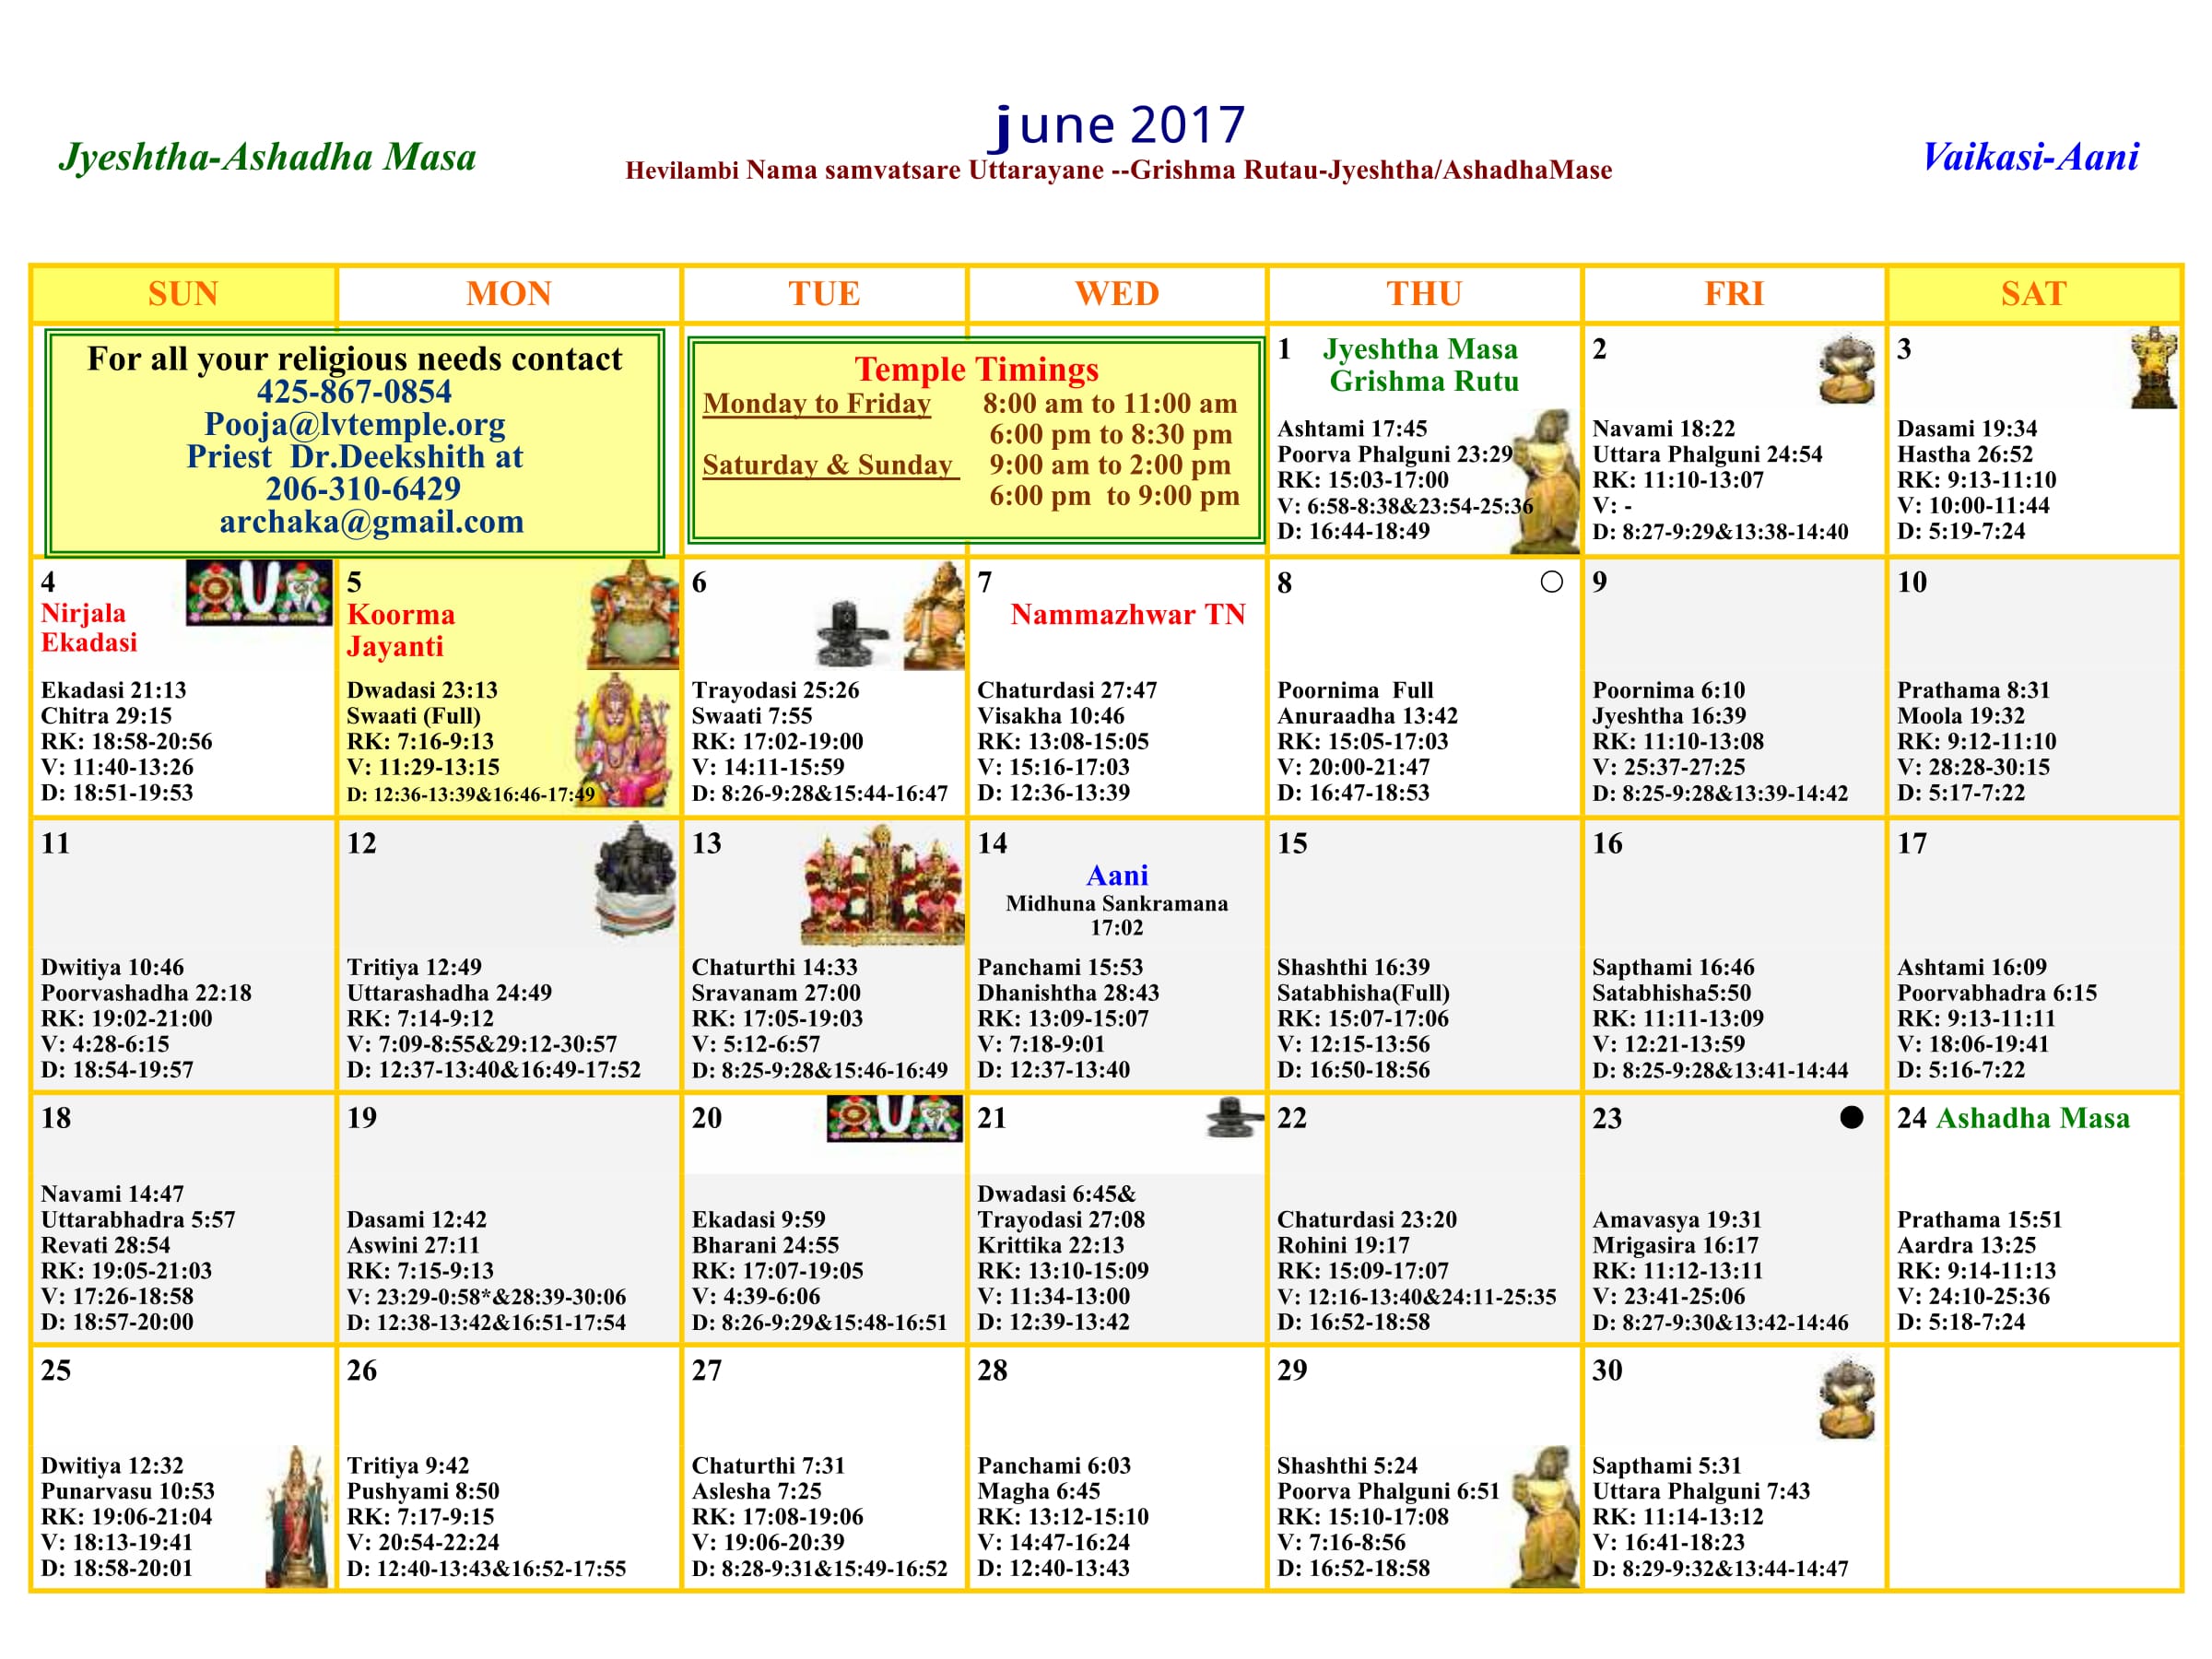 june 2017
Jyeshtha-Ashadha Masa
Hevilambi Nama samvatsare Uttarayane --Grishma Rutau-Jyeshtha/AshadhaMase
Vaikasi-Aani
SUN MON TUE WED THU FRI SAT
For all your religious needs contact
425-867-0854
Pooja@lvtemple.org
Priest Dr.Deekshith at
206-310-6429
archaka@gmail.com
Temple Timings
Monday to Friday 8:00 am to 11:00 am
6:00 pm to 8:30 pm
Saturday & Sunday 9:00 am to 2:00 pm
6:00 pm to 9:00 pm
1 Jyeshtha Masa
Grishma Rutu
Ashtami 17:45
Poorva Phalguni 23:29
RK: 15:03-17:00
V: 6:58-8:38&23:54-25:36
D: 16:44-18:49
2
Navami 18:22
Uttara Phalguni 24:54
RK: 11:10-13:07
V: -
D: 8:27-9:29&13:38-14:40
3
Dasami 19:34
Hastha 26:52
RK: 9:13-11:10
V: 10:00-11:44
D: 5:19-7:24
4
Nirjala
Ekadasi
Ekadasi 21:13
Chitra 29:15
RK: 18:58-20:56
V: 11:40-13:26
D: 18:51-19:53
5
Koorma
Jayanti
Dwadasi 23:13
Swaati (Full)
RK: 7:16-9:13
V: 11:29-13:15
D: 12:36-13:39&16:46-17:49
6
Trayodasi 25:26
Swaati 7:55
RK: 17:02-19:00
V: 14:11-15:59
D: 8:26-9:28&15:44-16:47
7
Nammazhwar TN
Chaturdasi 27:47
Visakha 10:46
RK: 13:08-15:05
V: 15:16-17:03
D: 12:36-13:39
8
Poornima Full
Anuraadha 13:42
RK: 15:05-17:03
V: 20:00-21:47
D: 16:47-18:53
9
Poornima 6:10
Jyeshtha 16:39
RK: 11:10-13:08
V: 25:37-27:25
D: 8:25-9:28&13:39-14:42
10
Prathama 8:31
Moola 19:32
RK: 9:12-11:10
V: 28:28-30:15
D: 5:17-7:22
11
Dwitiya 10:46
Poorvashadha 22:18
RK: 19:02-21:00
V: 4:28-6:15
D: 18:54-19:57
12
Tritiya 12:49
Uttarashadha 24:49
RK: 7:14-9:12
V: 7:09-8:55&29:12-30:57
D: 12:37-13:40&16:49-17:52
13
Chaturthi 14:33
Sravanam 27:00
RK: 17:05-19:03
V: 5:12-6:57
D: 8:25-9:28&15:46-16:49
14
Aani
Midhuna Sankramana
17:02
Panchami 15:53
Dhanishtha 28:43
RK: 13:09-15:07
V: 7:18-9:01
D: 12:37-13:40
15
Shashthi 16:39
Satabhisha(Full)
RK: 15:07-17:06
V: 12:15-13:56
D: 16:50-18:56
16
Sapthami 16:46
Satabhisha5:50
RK: 11:11-13:09
V: 12:21-13:59
D: 8:25-9:28&13:41-14:44
17
Ashtami 16:09
Poorvabhadra 6:15
RK: 9:13-11:11
V: 18:06-19:41
D: 5:16-7:22
18
Navami 14:47
Uttarabhadra 5:57
Revati 28:54
RK: 19:05-21:03
V: 17:26-18:58
D: 18:57-20:00
19
Dasami 12:42
Aswini 27:11
RK: 7:15-9:13
V: 23:29-0:58*&28:39-30:06
D: 12:38-13:42&16:51-17:54
20
Ekadasi 9:59
Bharani 24:55
RK: 17:07-19:05
V: 4:39-6:06
D: 8:26-9:29&15:48-16:51
21
Dwadasi 6:45&
Trayodasi 27:08
Krittika 22:13
RK: 13:10-15:09
V: 11:34-13:00
D: 12:39-13:42
22
Chaturdasi 23:20
Rohini 19:17
RK: 15:09-17:07
V: 12:16-13:40&24:11-25:35
D: 16:52-18:58
23
Amavasya 19:31
Mrigasira 16:17
RK: 11:12-13:11
V: 23:41-25:06
D: 8:27-9:30&13:42-14:46
24 Ashadha Masa
Prathama 15:51
Aardra 13:25
RK: 9:14-11:13
V: 24:10-25:36
D: 5:18-7:24
25
Dwitiya 12:32
Punarvasu 10:53
RK: 19:06-21:04
V: 18:13-19:41
D: 18:58-20:01
26
Tritiya 9:42
Pushyami 8:50
RK: 7:17-9:15
V: 20:54-22:24
D: 12:40-13:43&16:52-17:55
27
Chaturthi 7:31
Aslesha 7:25
RK: 17:08-19:06
V: 19:06-20:39
D: 8:28-9:31&15:49-16:52
28
Panchami 6:03
Magha 6:45
RK: 13:12-15:10
V: 14:47-16:24
D: 12:40-13:43
29
Shashthi 5:24
Poorva Phalguni 6:51
RK: 15:10-17:08
V: 7:16-8:56
D: 16:52-18:58
30
Sapthami 5:31
Uttara Phalguni 7:43
RK: 11:14-13:12
V: 16:41-18:23
D: 8:29-9:32&13:44-14:47